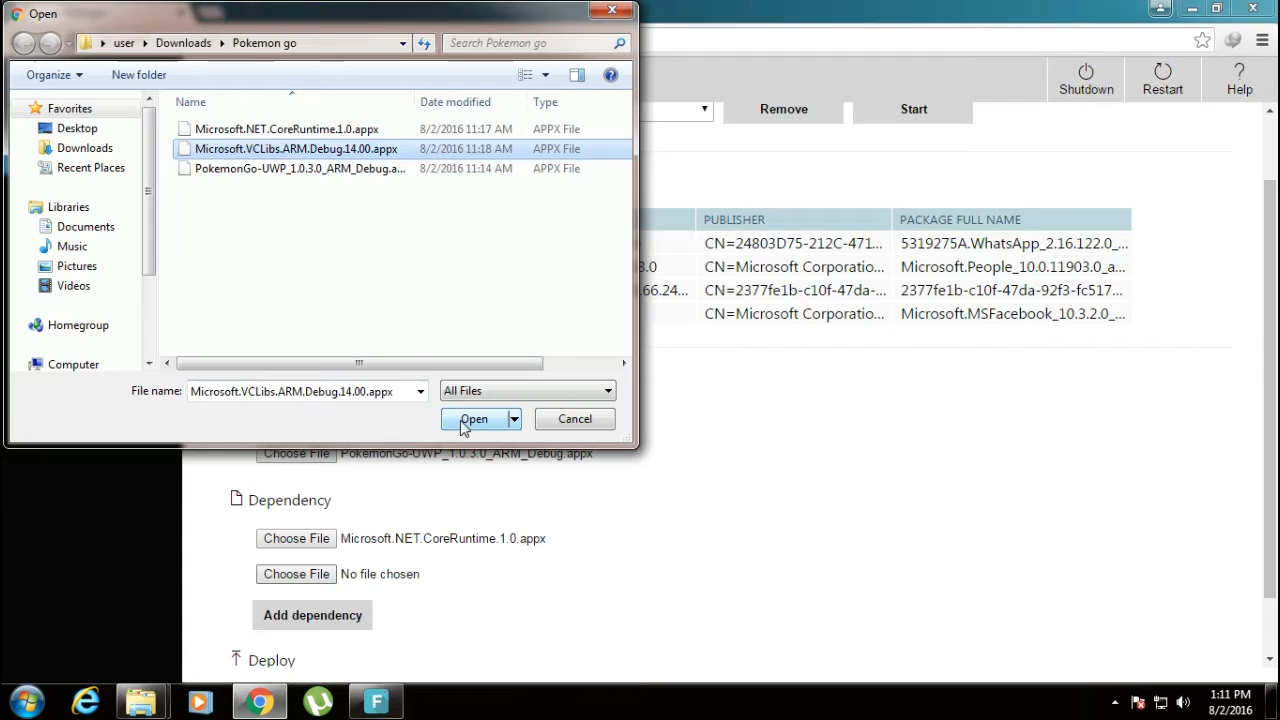 Open
user
Downloads
Pokemon go
Search Pokemon go
Organize
New folder
Favorites
Desktop
Downloads
Recent Places
Libraries
Documents
Music
Pictures
Videos
Homegroup
Computer
Name
Date modified
Type
Microsoft.NET.CoreRuntime.1.0.appx 8/2/2016 11:17 AM APPX File
Microsoft.VCLibs.ARM.Debug.14.00.appx 8/2/2016 11:18 AM APPX File
PokemonGo-UWP_1.0.3.0_ARM_Debug.a... 8/2/2016 11:14 AM APPX File
File name: Microsoft.VCLibs.ARM.Debug.14.00.appx
All Files
Open
Cancel
Shutdown
Restart
Help
Remove
Start
PUBLISHER PACKAGE FULL NAME
CN=24803D75-212C-471... 5319275A.WhatsApp_2.16.122.0_...
3.0 CN=Microsoft Corporatio... Microsoft.People_10.0.11903.0_a...
66.24... CN=2377fe1b-c10f-47da-... 2377fe1b-c10f-47da-92f3-fc517...
CN=Microsoft Corporatio... Microsoft.MSFacebook_10.3.2.0_...
Choose File PokemonGo-UWP_1.0.3.0_ARM_Debug.appx
Dependency
Choose File Microsoft.NET.CoreRuntime.1.0.appx
Choose File No file chosen
Add dependency
Deploy
F
1:11 PM
8/2/2016